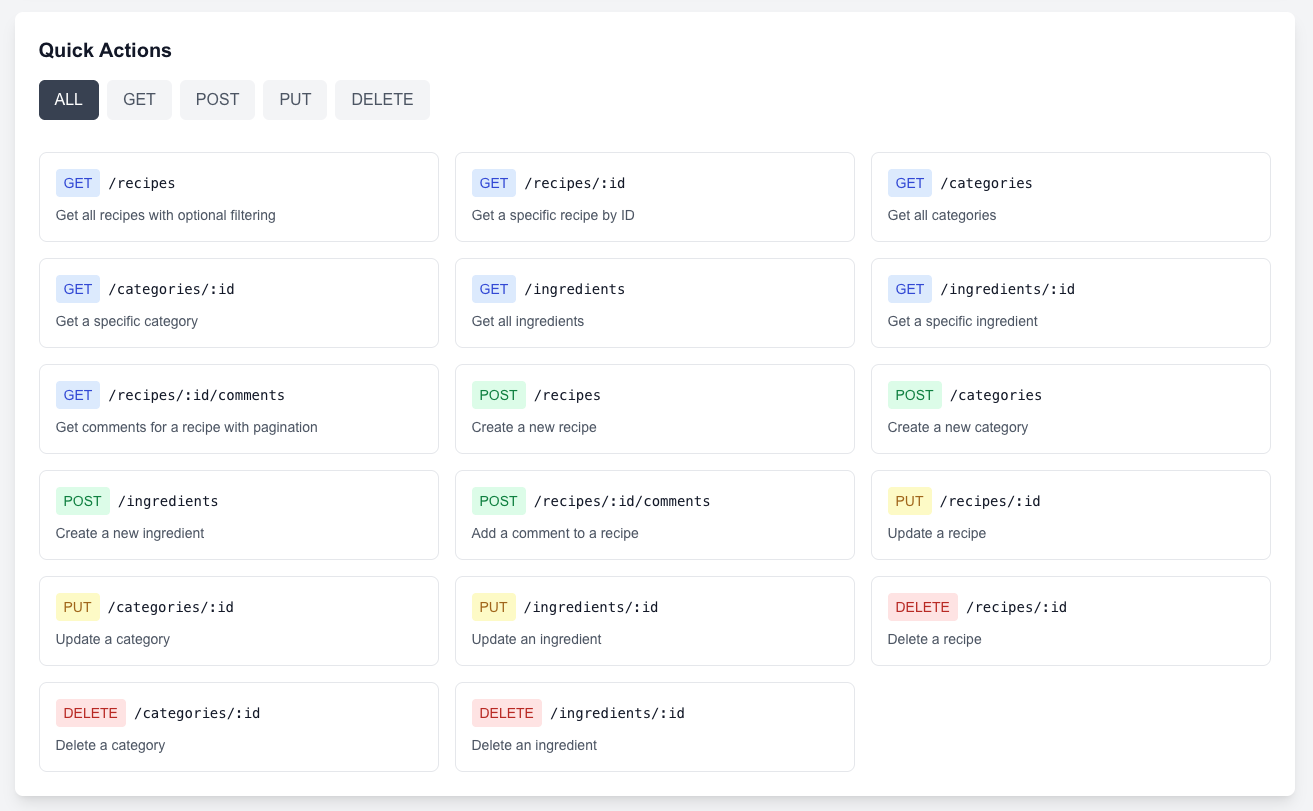 Quick Actions
ALL GET POST PUT DELETE
GET /recipes
Get all recipes with optional filtering
GET /recipes/:id
Get a specific recipe by ID
GET /categories
Get all categories
GET /categories/:id
Get a specific category
GET /ingredients
Get all ingredients
GET /ingredients/:id
Get a specific ingredient
GET /recipes/:id/comments
Get comments for a recipe with pagination
POST /recipes
Create a new recipe
POST /categories
Create a new category
POST /ingredients
Create a new ingredient
POST /recipes/:id/comments
Add a comment to a recipe
PUT /recipes/:id
Update a recipe
PUT /categories/:id
Update a category
PUT /ingredients/:id
Update an ingredient
DELETE /recipes/:id
Delete a recipe
DELETE /categories/:id
Delete a category
DELETE /ingredients/:id
Delete an ingredient